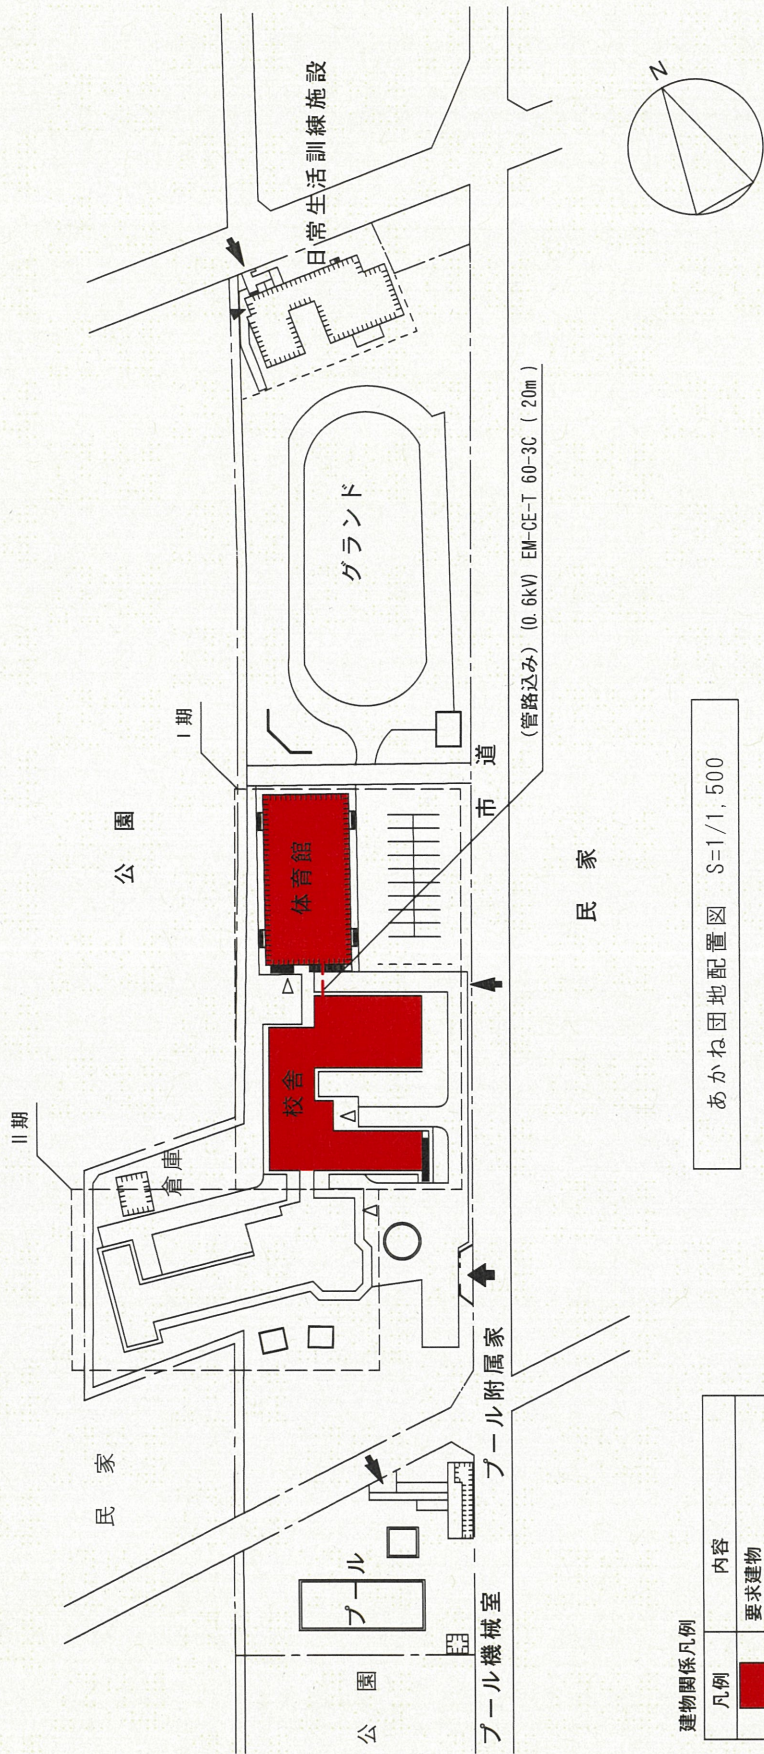 II期
I期
公　園
民　家
倉庫
校舎
体育館
グランド
日常生活訓練施設
N
市　道
(管路込み) (0.6kV) EM-CE-T 60-3C ( 20m )
民　家
プール
プール附属家
プール機械室
公　園
あかね団地配置図　S=1/1,500
建物関係凡例
凡例　内容
要求建物